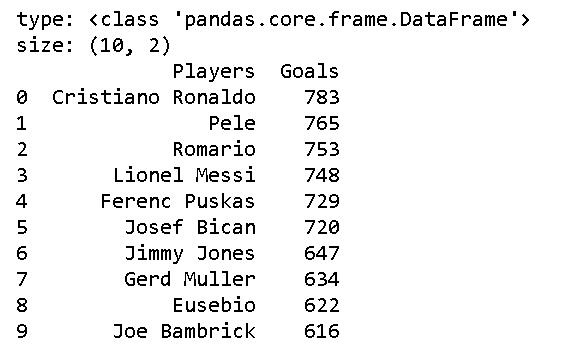 type: <class 'pandas.core.frame.DataFrame'>
size: (10, 2)
Players Goals
0 Cristiano Ronaldo 783
1 Pele 765
2 Romario 753
3 Lionel Messi 748
4 Ferenc Puskas 729
5 Josef Bican 720
6 Jimmy Jones 647
7 Gerd Muller 634
8 Eusebio 622
9 Joe Bambrick 616